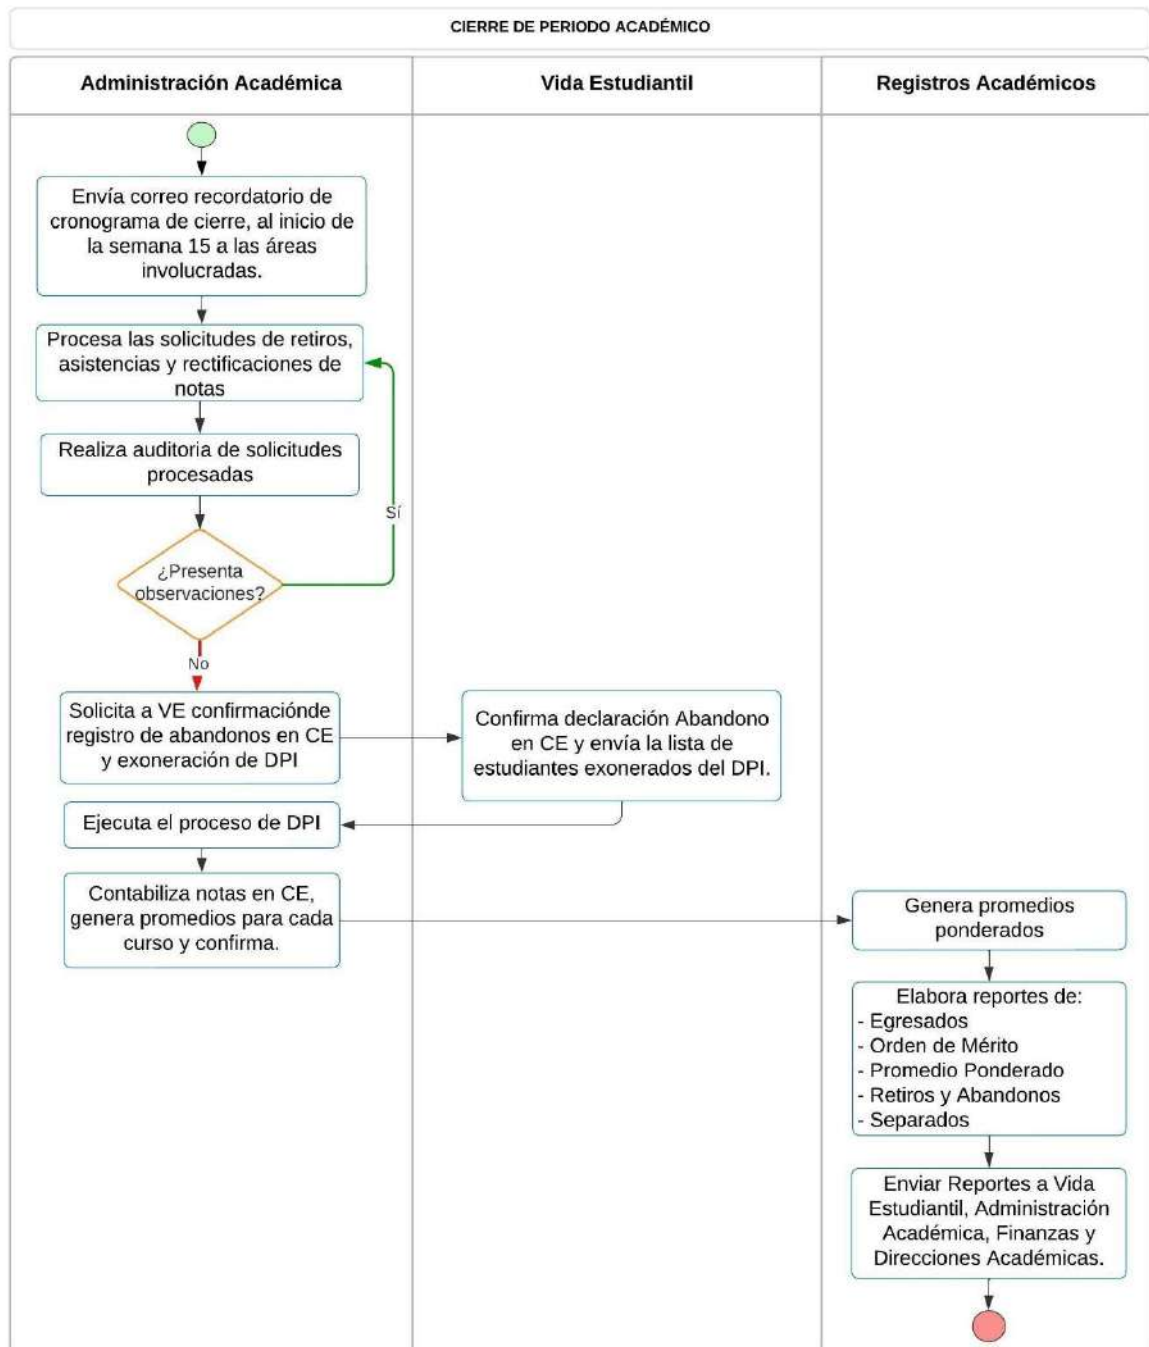 CIERRE DE PERIODO ACADÉMICO
Administración Académica
Vida Estudiantil
Registros Académicos
Envía correo recordatorio de
cronograma de cierre, al inicio de
la semana 15 a las áreas
involucradas.
Procesa las solicitudes de retiros,
asistencias y rectificaciones de
notas
Realiza auditoria de solicitudes
procesadas
Sí
¿Presenta
observaciones?
No
Solicita a VE confirmaciónde
registro de abandonos en CE
y exoneración de DPI
Confirma declaración Abandono
en CE y envía la lista de
estudiantes exonerados del DPI.
Ejecuta el proceso de DPI
Contabiliza notas en CE,
genera promedios para cada
curso y confirma.
Genera promedios
ponderados
Elabora reportes de:
- Egresados
- Orden de Mérito
- Promedio Ponderado
- Retiros y Abandonos
- Separados
Enviar Reportes a Vida
Estudiantil, Administración
Académica, Finanzas y
Direcciones Académicas.